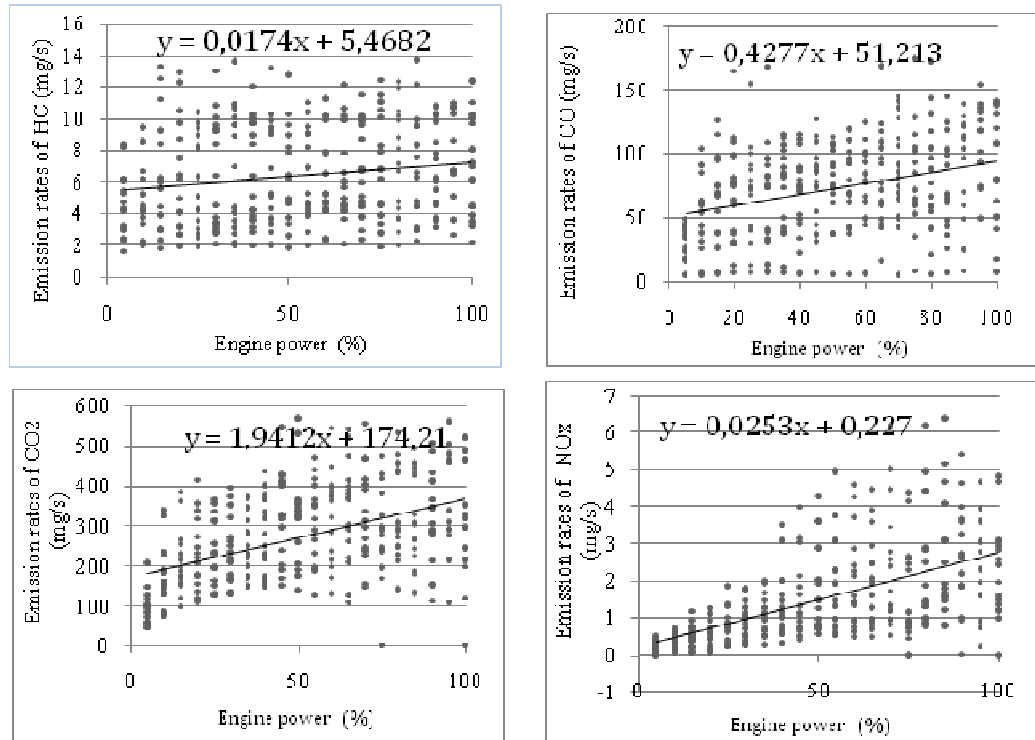 Emission rates of HC (mg/s)
16
14
12
10
8
6
4
2
0
y = 0,0174x + 5,4682
0 50 100
Engine power (%)
Emission rates of CO (mg/s)
200
150
100
50
0
y = 0,4277x + 51,213
0 20 40 60 80 100
Engine power (%)
Emission rates of CO2
(mg/s)
600
500
400
300
200
100
0
y = 1,9412x + 174,21
0 50 100
Engine power (%)
Emission rates of NOx
(mg/s)
7
6
5
4
3
2
1
0
-1
y = 0,0253x + 0,227
0 50 100
Engine power (%)